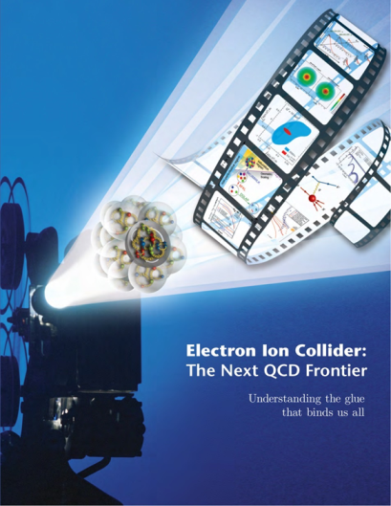 Electron Ion Collider:
The Next QCD Frontier
Understanding the glue
that binds us all